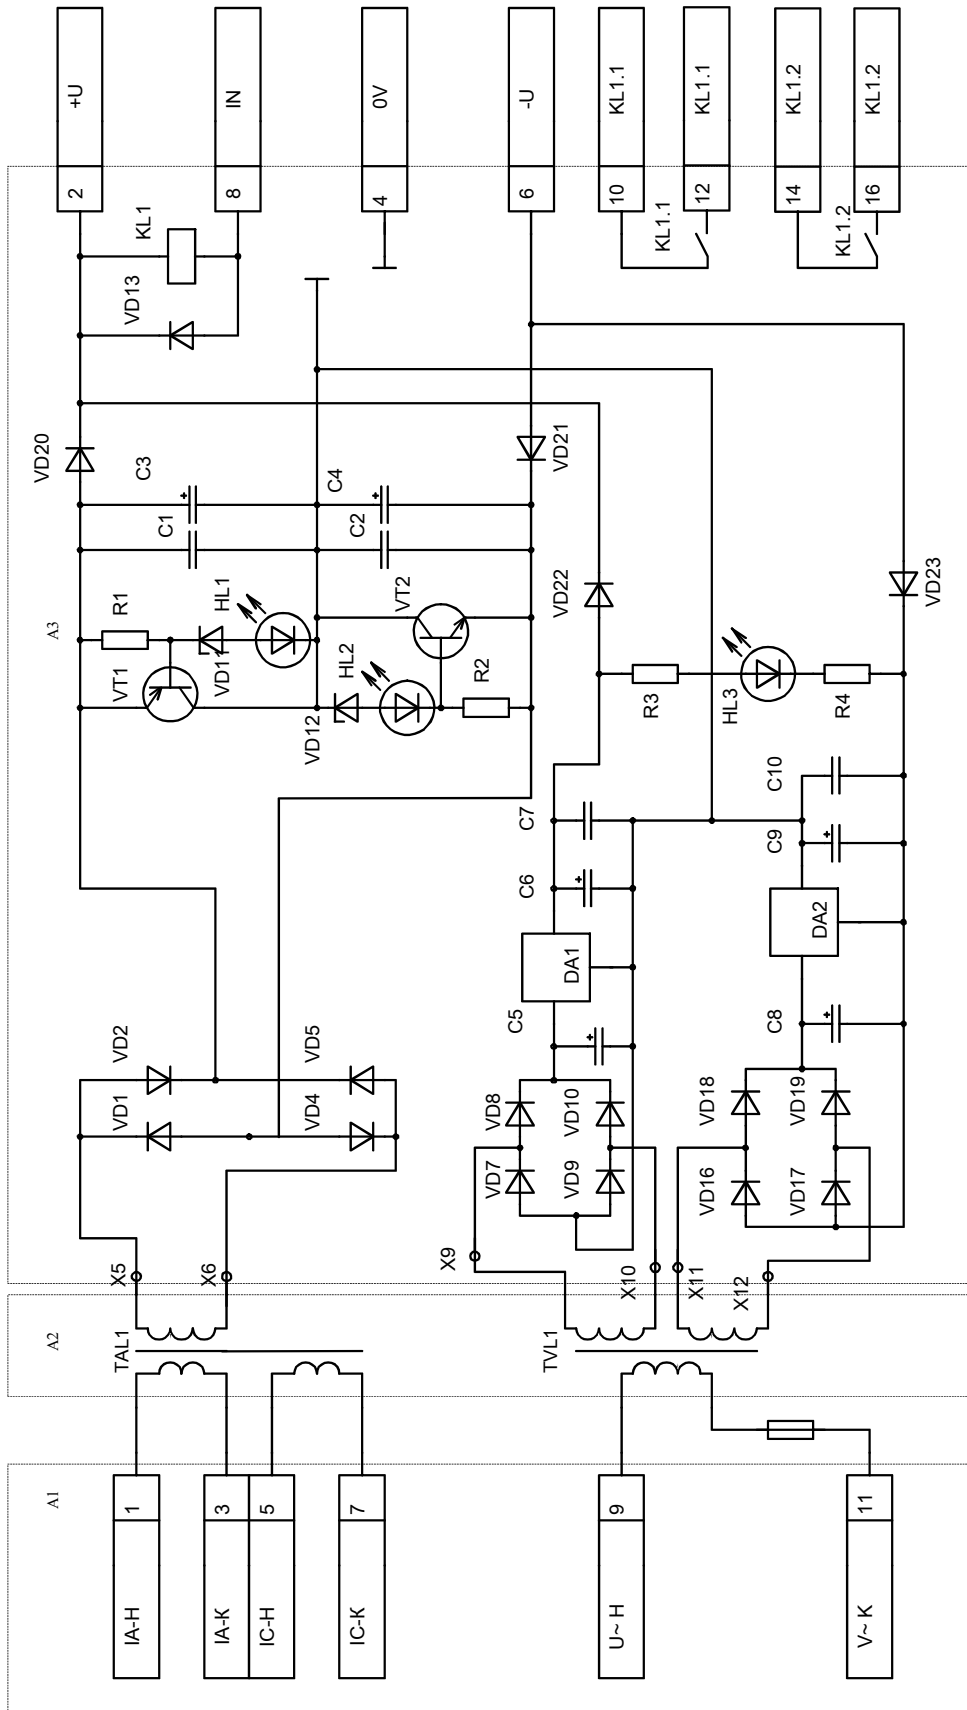 +U
IN
0V
-U
KL1.1
KL1.1
KL1.2
KL1.2
2
8
4
6
10
12
14
16
KL1
KL1.1
KL1.2
VD13
VD20
C3
C4
VD21
C1
C2
VD22
VD23
A3
R1
HL1
VT2
VT1
VD11
HL2
R2
VD12
R3
HL3
R4
C7
C10
C6
C9
DA1
DA2
C5
C8
VD2
VD5
VD1
VD4
VD8
VD10
VD18
VD19
VD7
VD9
VD16
VD17
X5
X6
X9
X10
X11
X12
A2
TAL1
TVL1
A1
1
3
5
7
9
11
IA-Н
IA-К
IC-Н
IC-К
U~ Н
V~ К